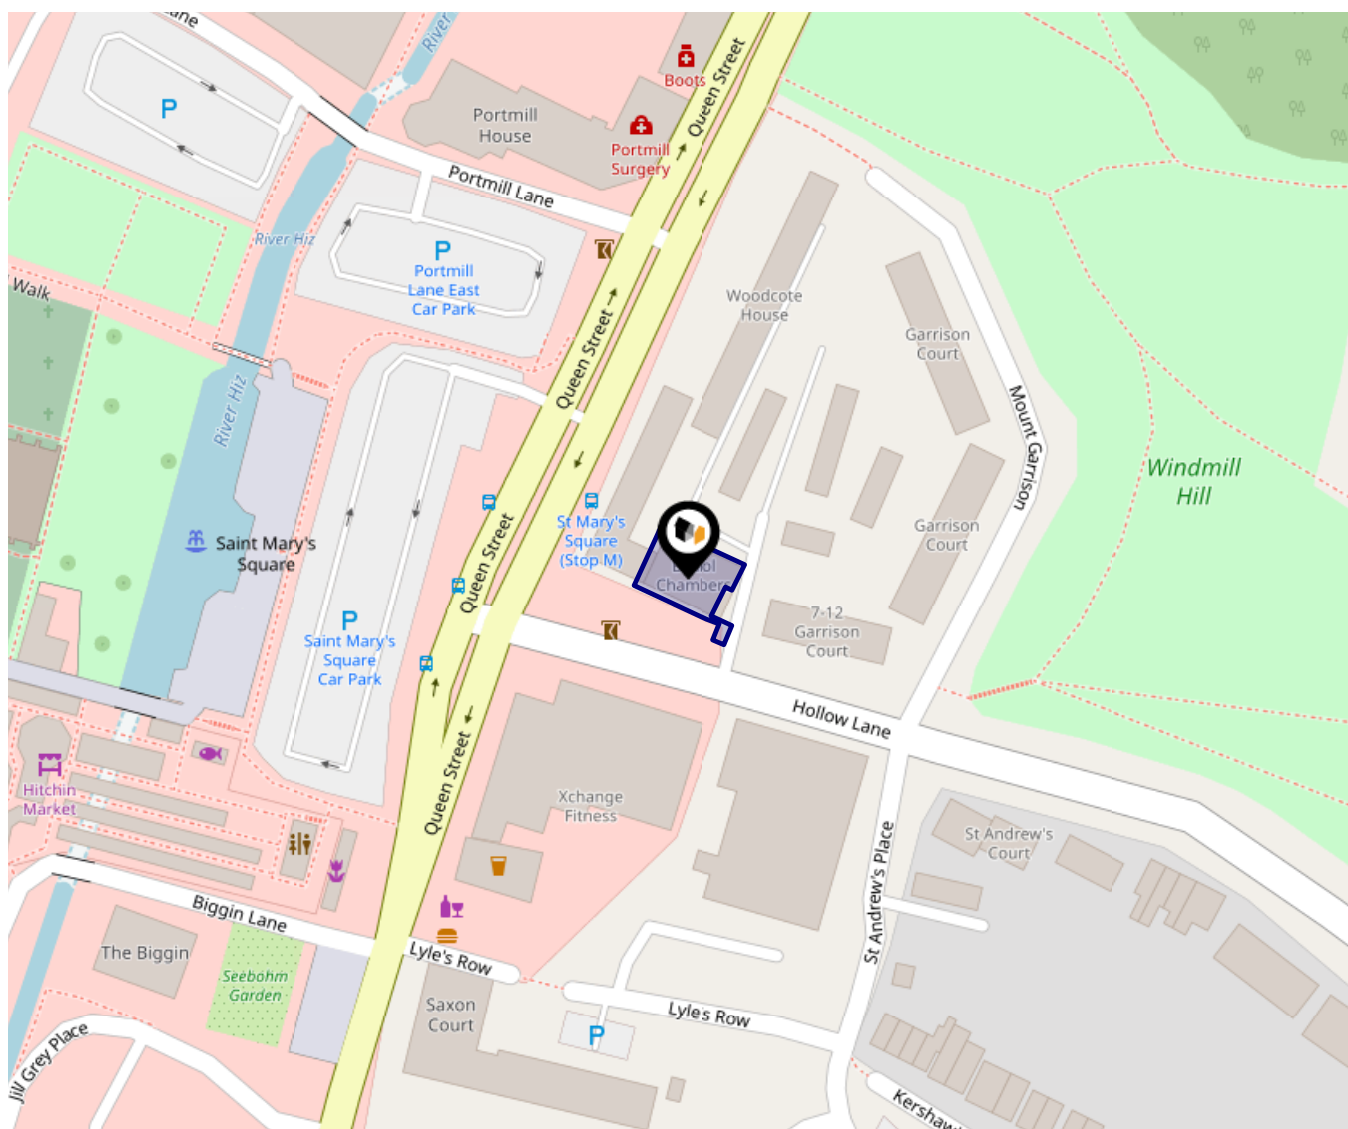 Lane
River
Boots
Queen Street
Portmill
House
Portmill
Surgery
Portmill Lane
River Hiz
Portmill
Lane East
Car Park
Walk
Woodcote
House
Garrison
Court
Queen Street
River Hiz
Mount Garrison
Windmill
Hill
St Mary's
Square
(Stop M)
Garrison
Court
Saint Mary's
Square
Queen Street
Chambers
7-12
Garrison
Court
Saint Mary's
Square
Car Park
Hollow Lane
Queen Street
Hitchin
Market
Xchange
Fitness
St Andrew's
Court
St Andrew's Place
Biggin Lane
The Biggin
Lyle's Row
Seebohm
Garden
Saxon
Court
Lyles Row
Jill Grey Place
Kershaw
P
P
P
P